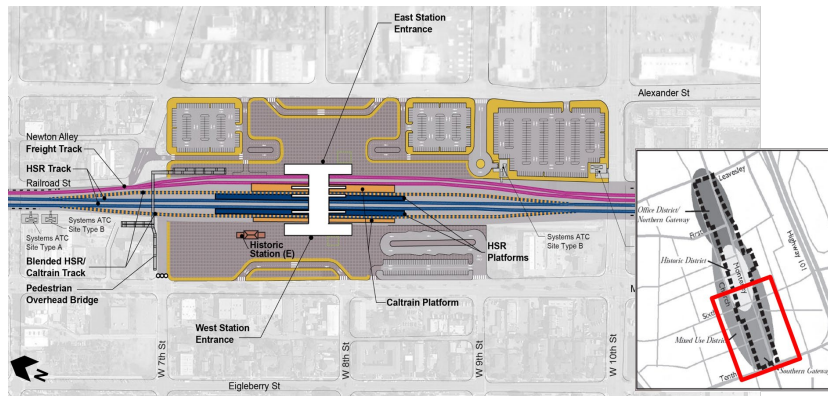 East Station
Entrance
Alexander St
Newton Alley
Freight Track
HSR Track
Railroad St
Systems ATC
Site Type B
Systems ATC
Site Type A
Blended HSR/
Caltrain Track
Pedestrian
Overhead Bridge
Historic
Station (E)
HSR
Platforms
Systems ATC
Site Type B
Caltrain Platform
West Station
Entrance
W 7th St
W 8th St
W 9th St
W 10th St
M
Eigleberry St
N
Leavesley
Office District/
Northern Gateway
Highway 101
Historic District
Monterey
Church
Mixed Use District
Tenth
Southern Gateway